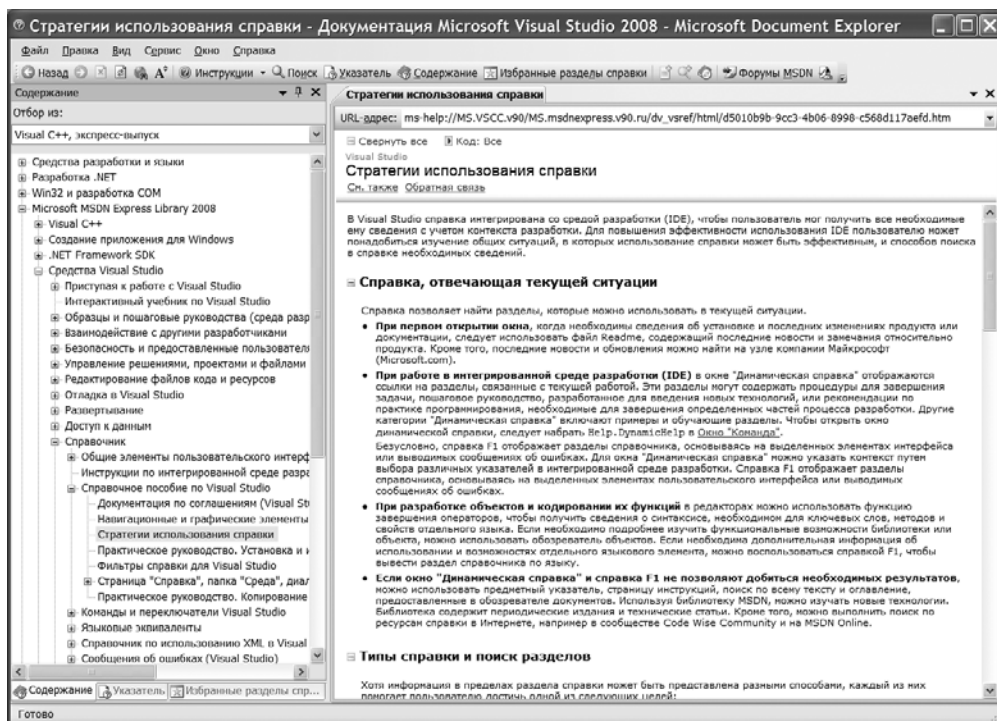 Стратегии использования справки - Документация Microsoft Visual Studio 2008 - Microsoft Document Explorer
Файл Правка Вид Сервис Окно Справка
Назад Инструкции Поиск Указатель Содержание Избранные разделы справки Форумы MSDN
Содержание
Отбор из:
Visual C++, экспресс-выпуск
Средства разработки и языки
Разработка .NET
Win32 и разработка COM
Microsoft MSDN Express Library 2008
Visual C++
Создание приложения для Windows
.NET Framework SDK
Средства Visual Studio
Приступая к работе с Visual Studio
Интерактивный учебник по Visual Studio
Образцы и пошаговые руководства (среда разр
Взаимодействие с другими разработчиками
Безопасность и предоставленные пользовател
Управление решениями, проектами и файлами
Редактирование файлов кода и ресурсов
Отладка в Visual Studio
Развертывание
Доступ к данным
Справочник
Общие элементы пользовательского интерф
Инструкции по интегрированной среде разра
Справочное пособие по Visual Studio
Документация по соглашениям (Visual St
Навигационные и графические элементы
Стратегии использования справки
Практическое руководство. Установка и и
Фильтры справки для Visual Studio
Страница "Справка", папка "Среда", диал
Практическое руководство. Копирование
Команды и переключатели Visual Studio
Языковые эквиваленты
Справочник по использованию XML в Visual
Сообщения об ошибках (Visual Studio)
Содержание Указатель Избранные разделы спр...
Готово
Стратегии использования справки
URL-адрес: ms-help://MS.VSCC.v90/MS.msdnexpress.v90.ru/dv_vsref/html/d5010b9b-9cc3-4b06-8998-c568d117aefd.htm
Свернуть все Код: Все
Visual Studio
Стратегии использования справки
См. также Обратная связь
В Visual Studio справка интегрирована со средой разработки (IDE), чтобы пользователь мог получить все необходимые
ему сведения с учетом контекста разработки. Для повышения эффективности использования IDE пользователю может
понадобиться изучение общих ситуаций, в которых использование справки может быть эффективным, и способов поиска
в справке необходимых сведений.
Справка, отвечающая текущей ситуации
Справка позволяет найти разделы, которые можно использовать в текущей ситуации.
• При первом открытии окна, когда необходимы сведения об установке и последних изменениях продукта или
документации, следует использовать файл Readme, содержащий последние новости и замечания относительно
продукта. Кроме того, последние новости и обновления можно найти на узле компании Майкрософт
(Microsoft.com).
• При работе в интегрированной среде разработки (IDE) в окне "Динамическая справка" отображаются
ссылки на разделы, связанные с текущей работой. Эти разделы могут содержать процедуры для завершения
задачи, пошаговое руководство, разработанное для введения новых технологий, или рекомендации по
практике программирования, необходимые для завершения определенных частей процесса разработки. Другие
категории "Динамическая справка" включают примеры и обучающие разделы. Чтобы открыть окно
динамической справки, следует набрать Help.DynamicHelp в Окно "Команда".
Безусловно, справка F1 отображает разделы справочника, основываясь на выделенных элементах интерфейса
или выводимых сообщениях об ошибках. Для окна "Динамическая справка" можно указать контекст путем
выбора различных указателей в интегрированной среде разработки. Справка F1 отображает разделы
справочника, основываясь на выделенных элементах пользовательского интерфейса или выводимых
сообщениях об ошибках.
• При разработке объектов и кодировании их функций в редакторах можно использовать функцию
завершения операторов, чтобы получить сведения о синтаксисе, необходимом для ключевых слов, методов и
свойств отдельного языка. Если необходимо подробнее изучить функциональные возможности библиотеки или
объекта, можно использовать обозреватель объектов. Если необходима дополнительная информация об
использовании и возможностях отдельного языкового элемента, можно воспользоваться справкой F1, чтобы
вывести раздел справочника по языку.
• Если окно "Динамическая справка" и справка F1 не позволяют добиться необходимых результатов,
можно использовать предметный указатель, страницу инструкций, поиск по всему тексту и оглавление,
предоставленные в обозревателе документов. Используя библиотеку MSDN, можно изучать новые технологии.
Библиотека содержит периодические издания и технические статьи. Кроме того, можно выполнить поиск по
ресурсам справки в Интернете, например в сообществе Code Wise Community и на MSDN Online.
Типы справки и поиск разделов
Хотя информация в пределах раздела справки может быть представлена разными способами, каждый из них
помогает пользователю достичь одной из следующих целей: